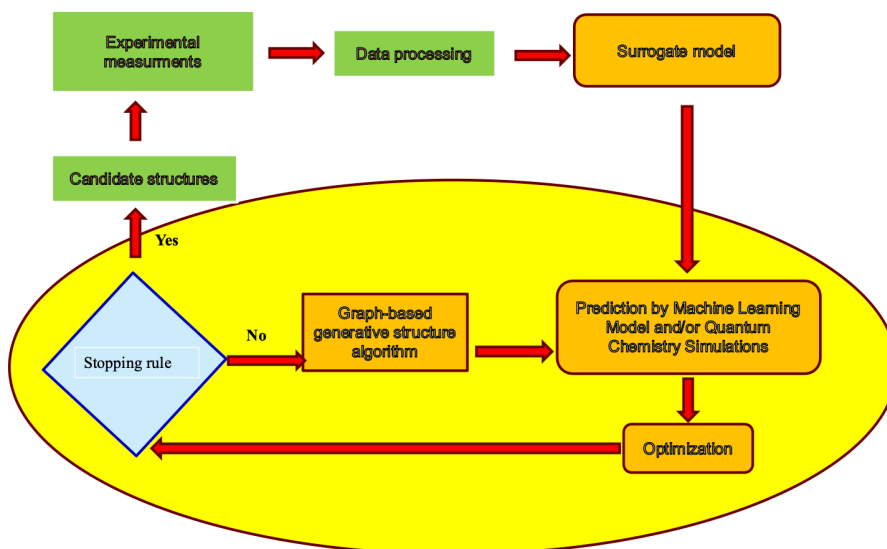 Experimental
measurments
Data processing
Surrogate model
Candidate structures
Yes
Graph-based
generative structure
algorithm
Prediction by Machine Learning
Model and/or Quantum
Chemistry Simulations
No
Stopping rule
Optimization